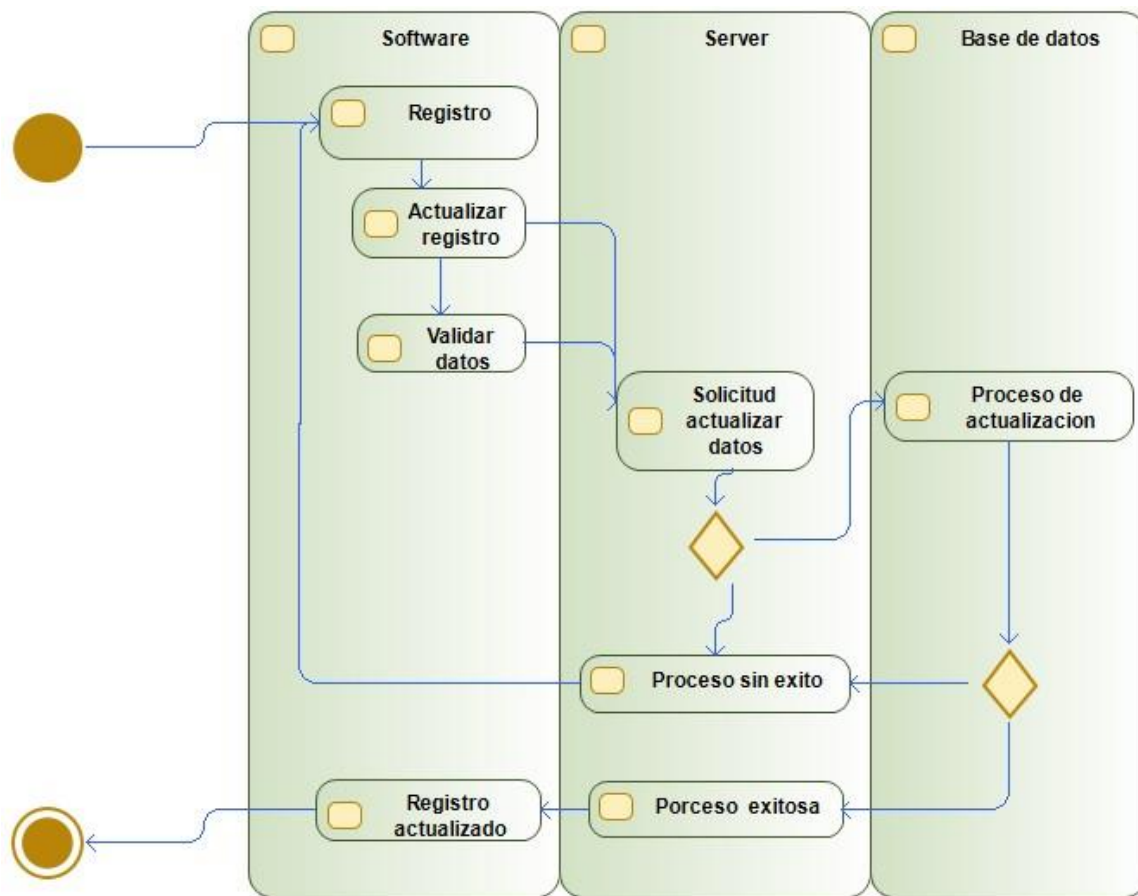 Software
Server
Base de datos
Registro
Actualizar
registro
Validar
datos
Solicitud
actualizar
datos
Proceso de
actualizacion
Proceso sin exito
Porceso exitosa
Registro
actualizado